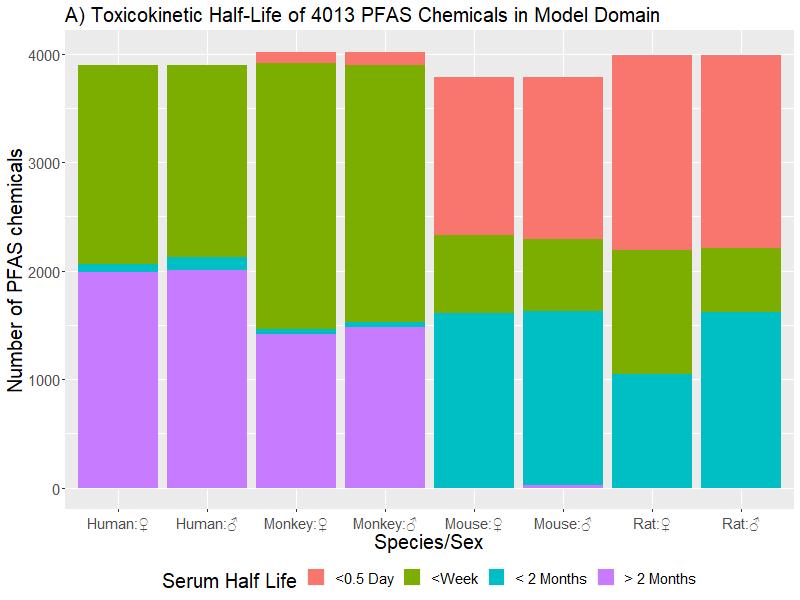 A) Toxicokinetic Half-Life of 4013 PFAS Chemicals in Model Domain
Number of PFAS chemicals
4000
3000
2000
1000
0
Human:♀ Human:♂ Monkey:♀ Monkey:♂ Mouse:♀ Mouse:♂ Rat:♀ Rat:♂
Species/Sex
Serum Half Life <0.5 Day <Week < 2 Months > 2 Months